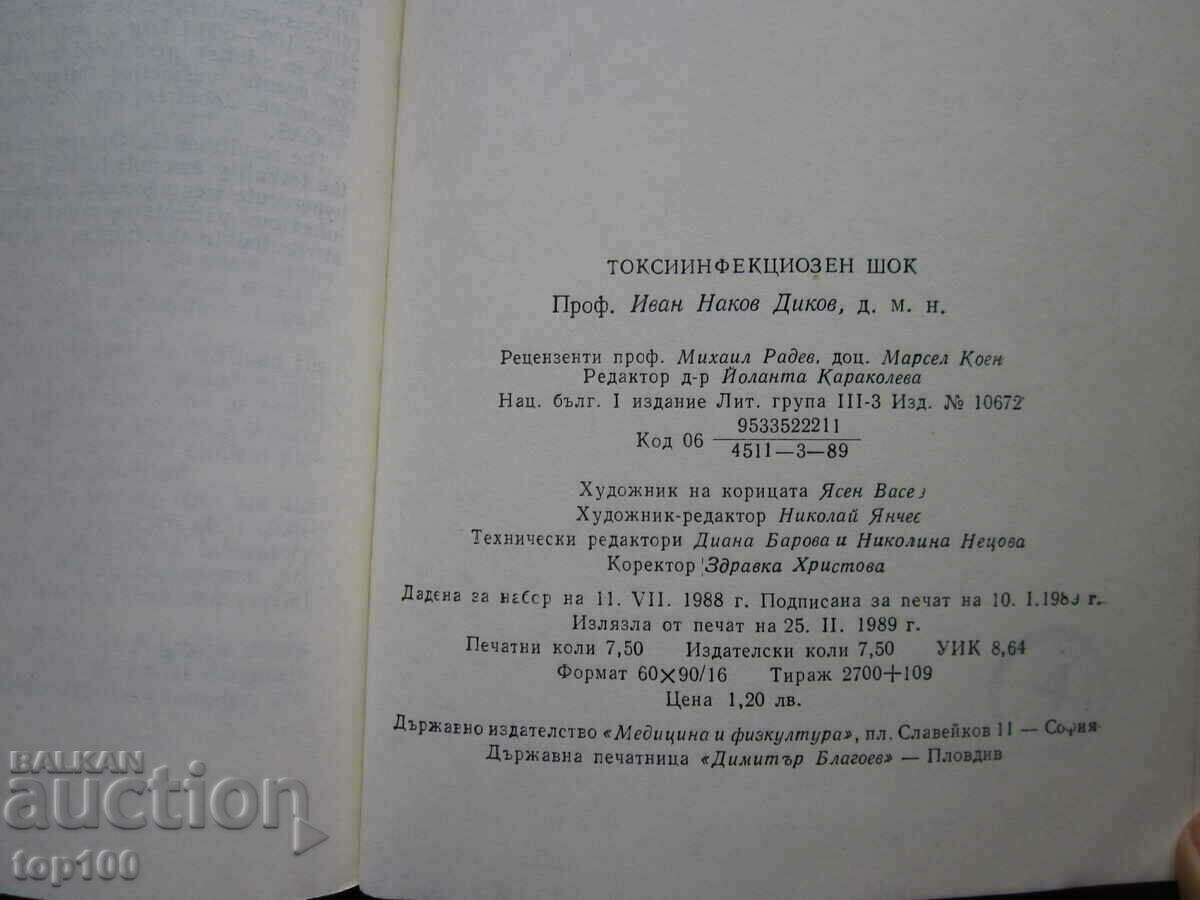 ТОКСИИНФЕКЦИОЗЕН ШОК
Проф. Иван Наков Диков, д. м. н.
Рецензенти проф. Михаил Радев, доц. Марсел Коен
Редактор д-р Йоланта Караколева
Нац. бълг. I издание Лит. група III-3 Изд. № 10672
Код 06 9533522211
4511—3—89
Художник на корицата Ясен Васев
Художник-редактор Николай Янчев
Технически редактори Диана Барова и Николина Нецова
Коректор Здравка Христова
Дадена за набор на 11. VII. 1988 г. Подписана за печат на 10. I. 1989 г.
Излязла от печат на 25. II. 1989 г.
Печатни коли 7,50 Издателски коли 7,50 УИК 8,64
Формат 60×90/16 Тираж 2700+109
Цена 1,20 лв.
Държавно издателство «Медицина и физкултура», пл. Славейков 11 — София
Държавна печатница «Димитър Благоев» — Пловдив
BALKAN
auction
top100